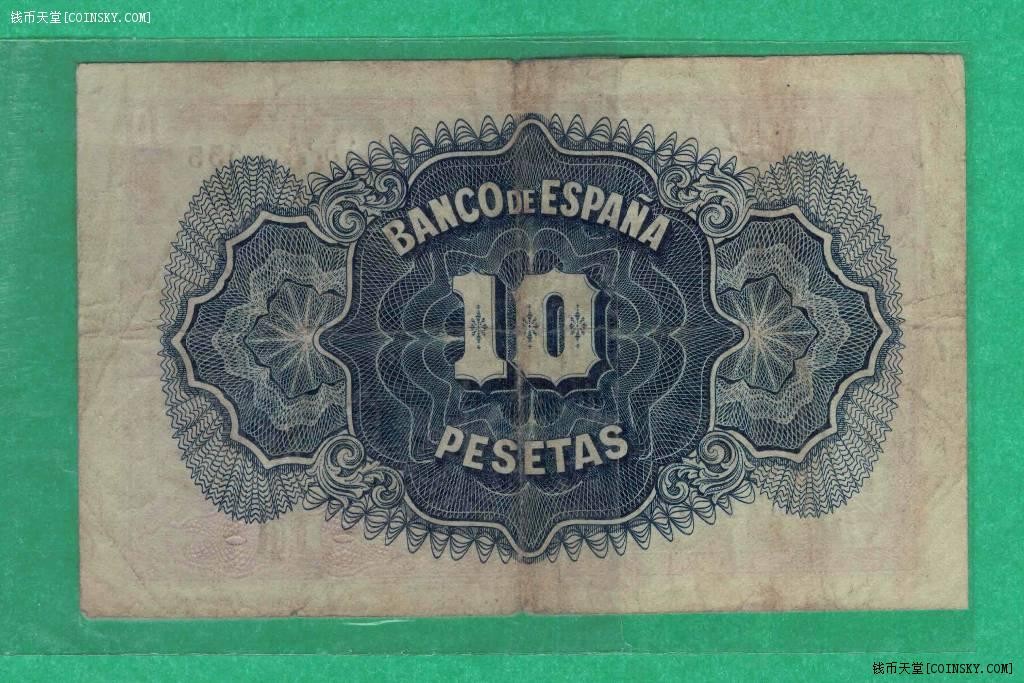 钱币天堂[COINSKY.COM]
BANCO DE ESPAÑA
10
PESETAS
钱币天堂[COINSKY.COM]